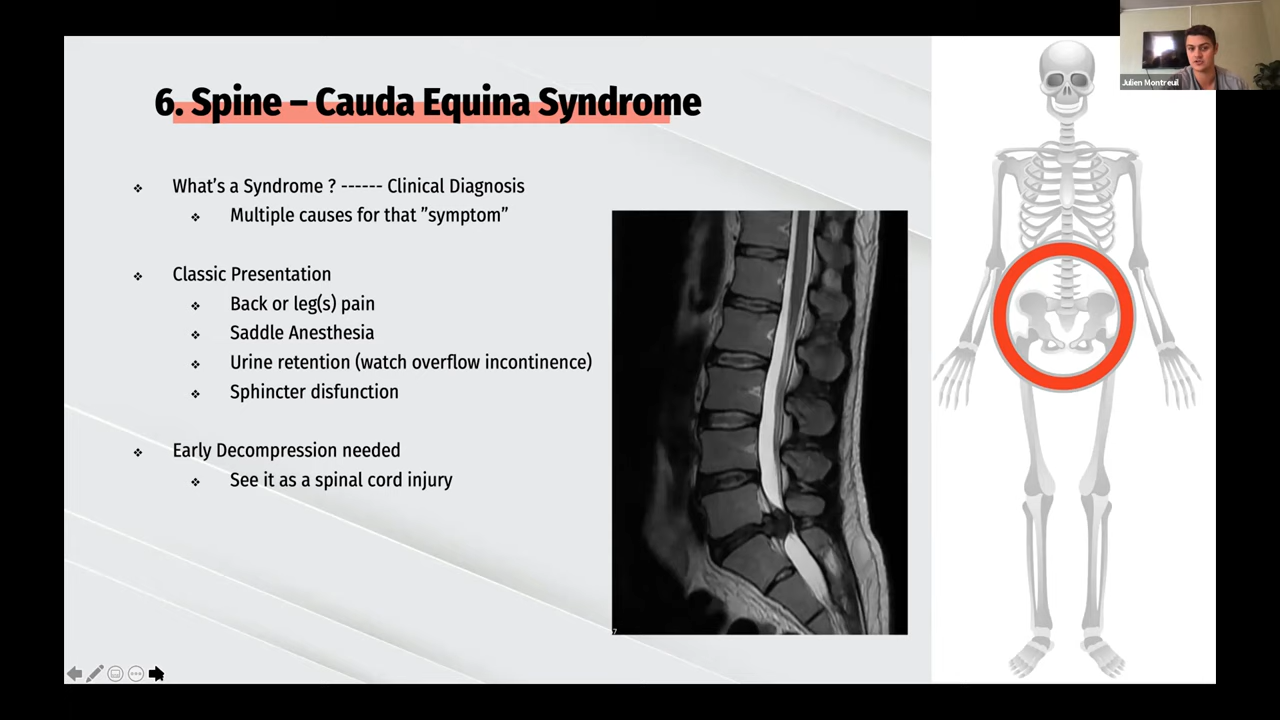 6. Spine – Cauda Equina Syndrome
What's a Syndrome ? ------ Clinical Diagnosis
Multiple causes for that ”symptom”
Classic Presentation
Back or leg(s) pain
Saddle Anesthesia
Urine retention (watch overflow incontinence)
Sphincter disfunction
Early Decompression needed
See it as a spinal cord injury
7
Julien Montreuil